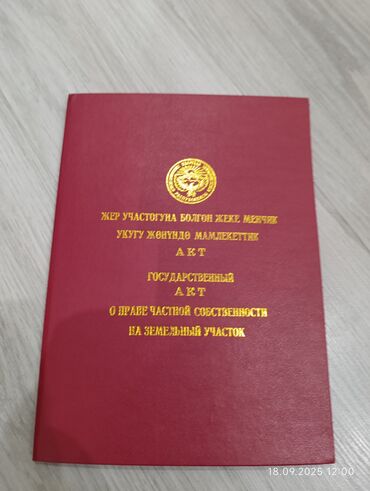 ЖЕР УЧАСТОГУНА БОЛГОН ЖЕКЕ МЕНЧИК
УКУГУ ЖӨНҮНДӨ МАМЛЕКЕТТИК
АКТ
ГОСУДАРСТВЕННЫЙ
АКТ
О ПРАВЕ ЧАСТНОЙ СОБСТВЕННОСТИ
НА ЗЕМЕЛЬНЫЙ УЧАСТОК
18.09.2025 12:00